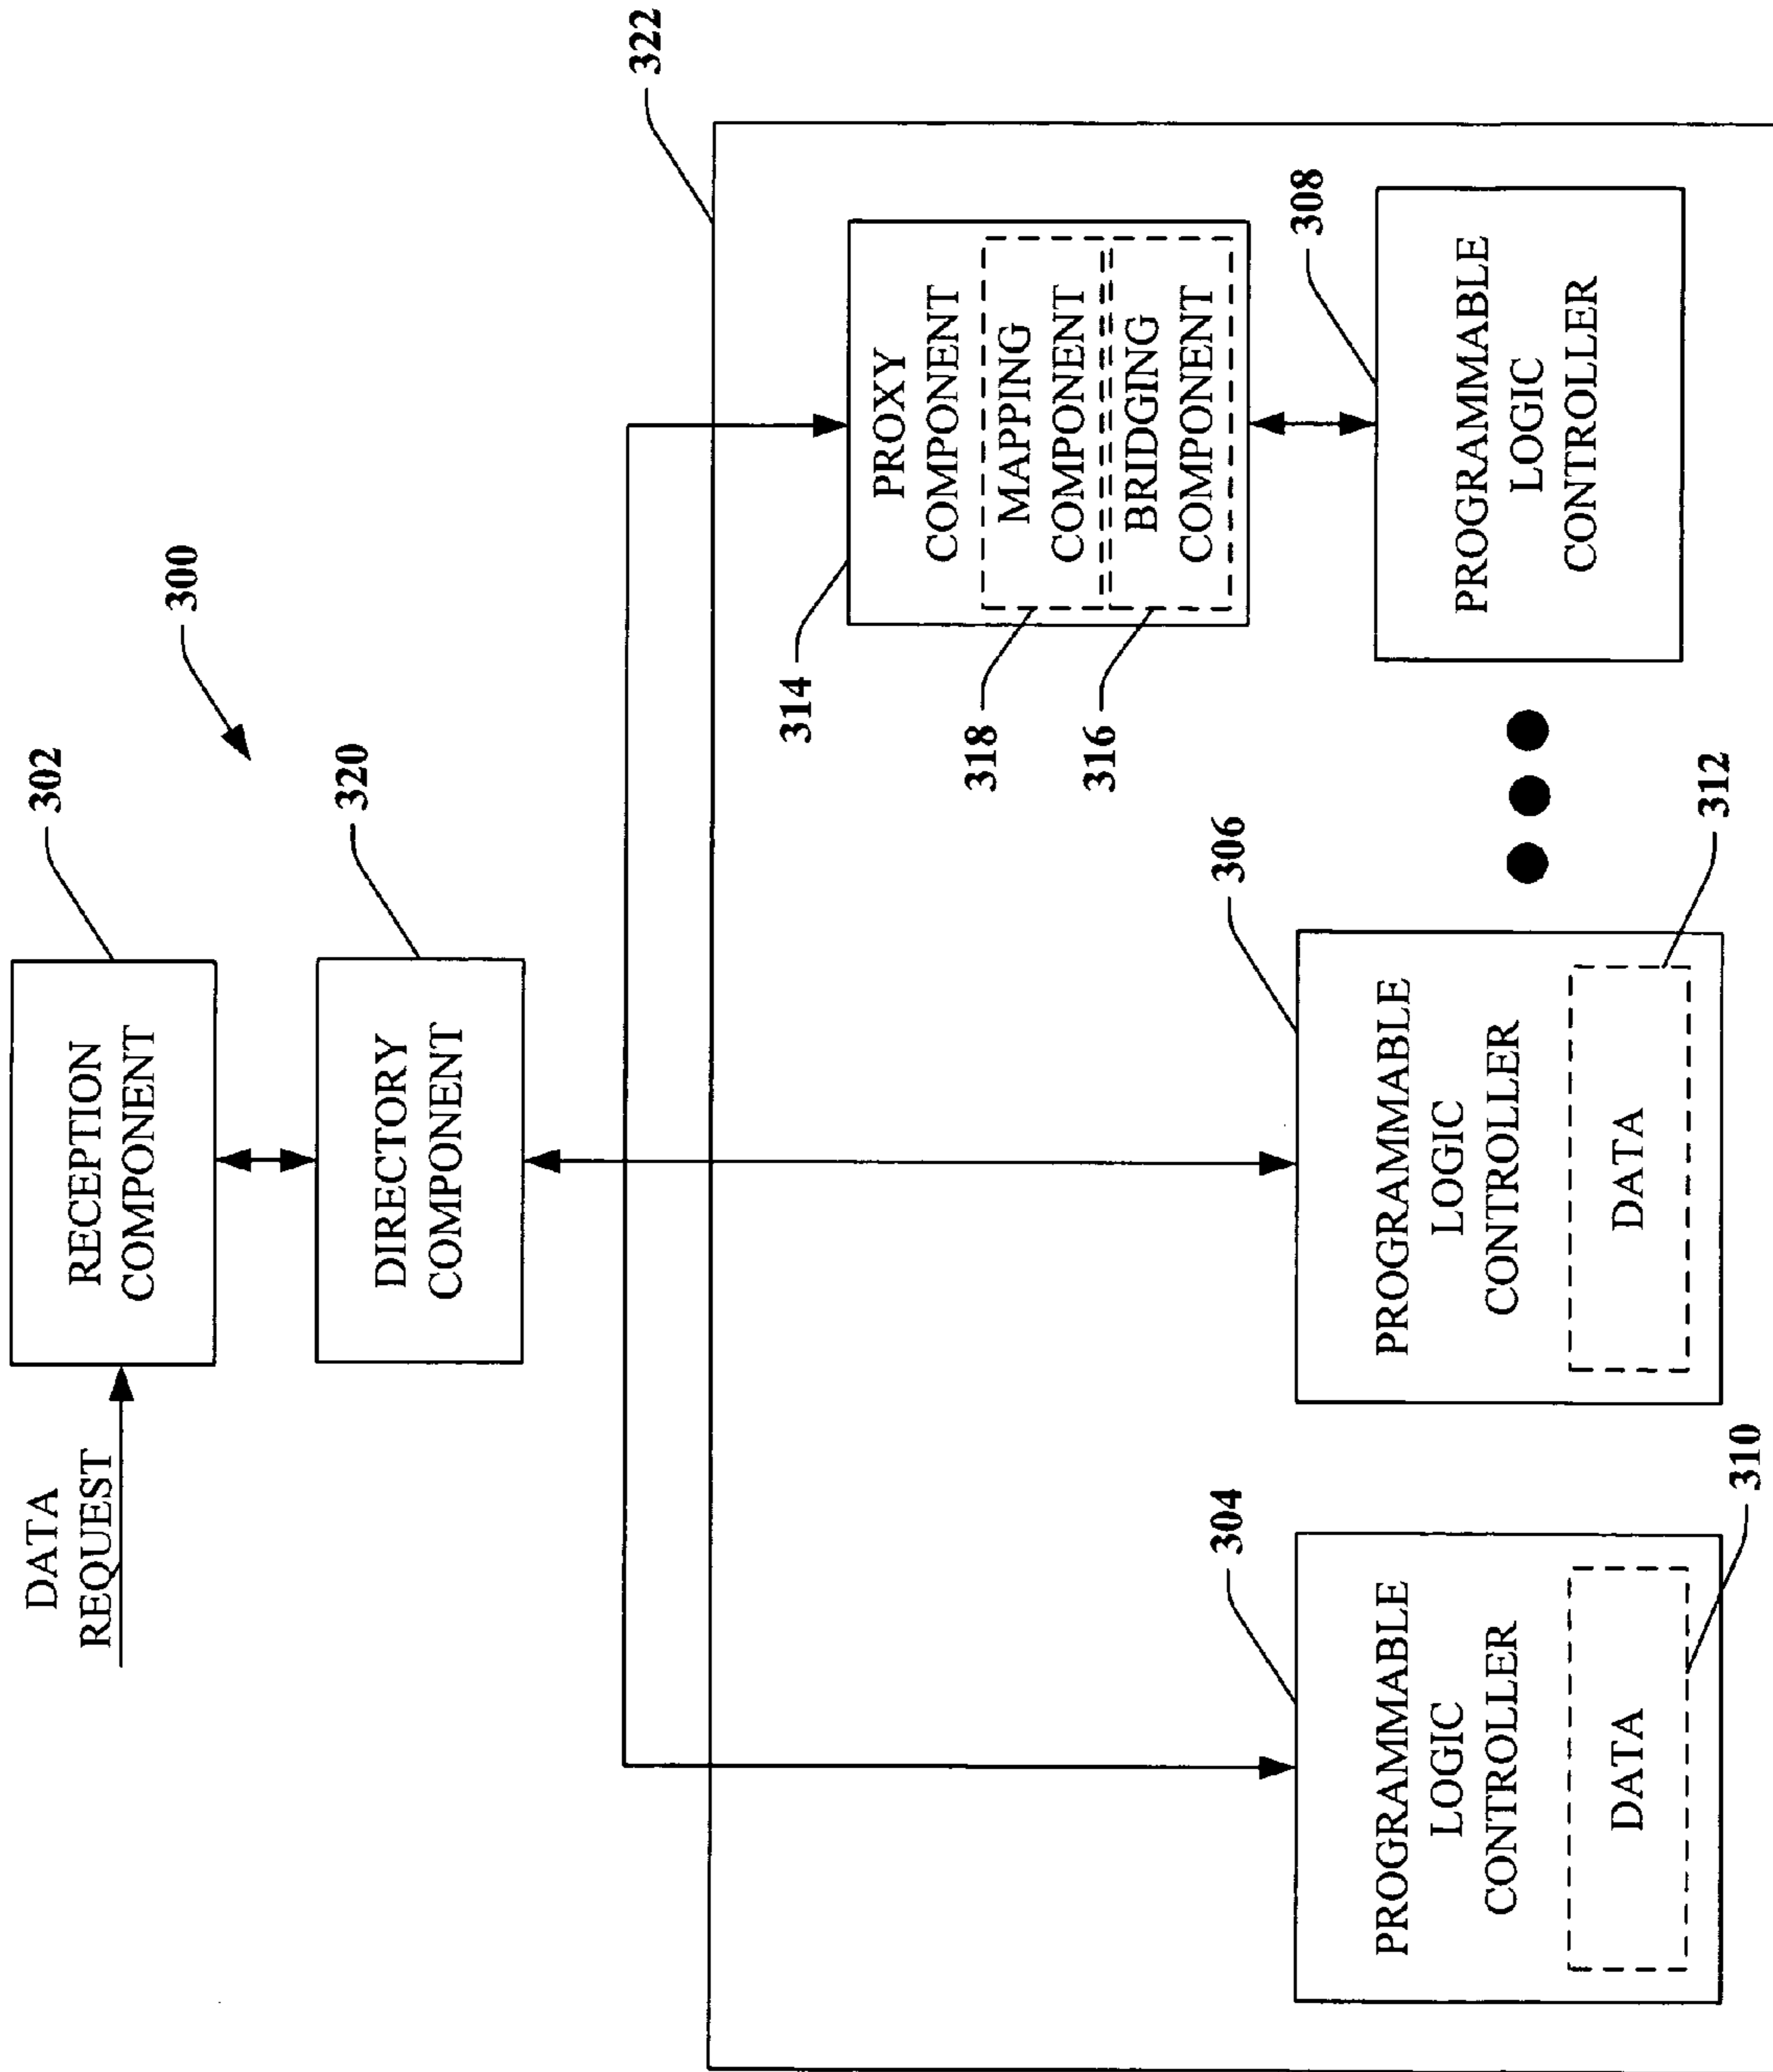 300
DATA
REQUEST
RECEPTION
COMPONENT
302
DIRECTORY
COMPONENT
320
322
304
PROGRAMMABLE
LOGIC
CONTROLLER
DATA
310
306
PROGRAMMABLE
LOGIC
CONTROLLER
DATA
312
314
PROXY
COMPONENT
MAPPING
COMPONENT
318
BRIDGING
COMPONENT
316
308
PROGRAMMABLE
LOGIC
CONTROLLER